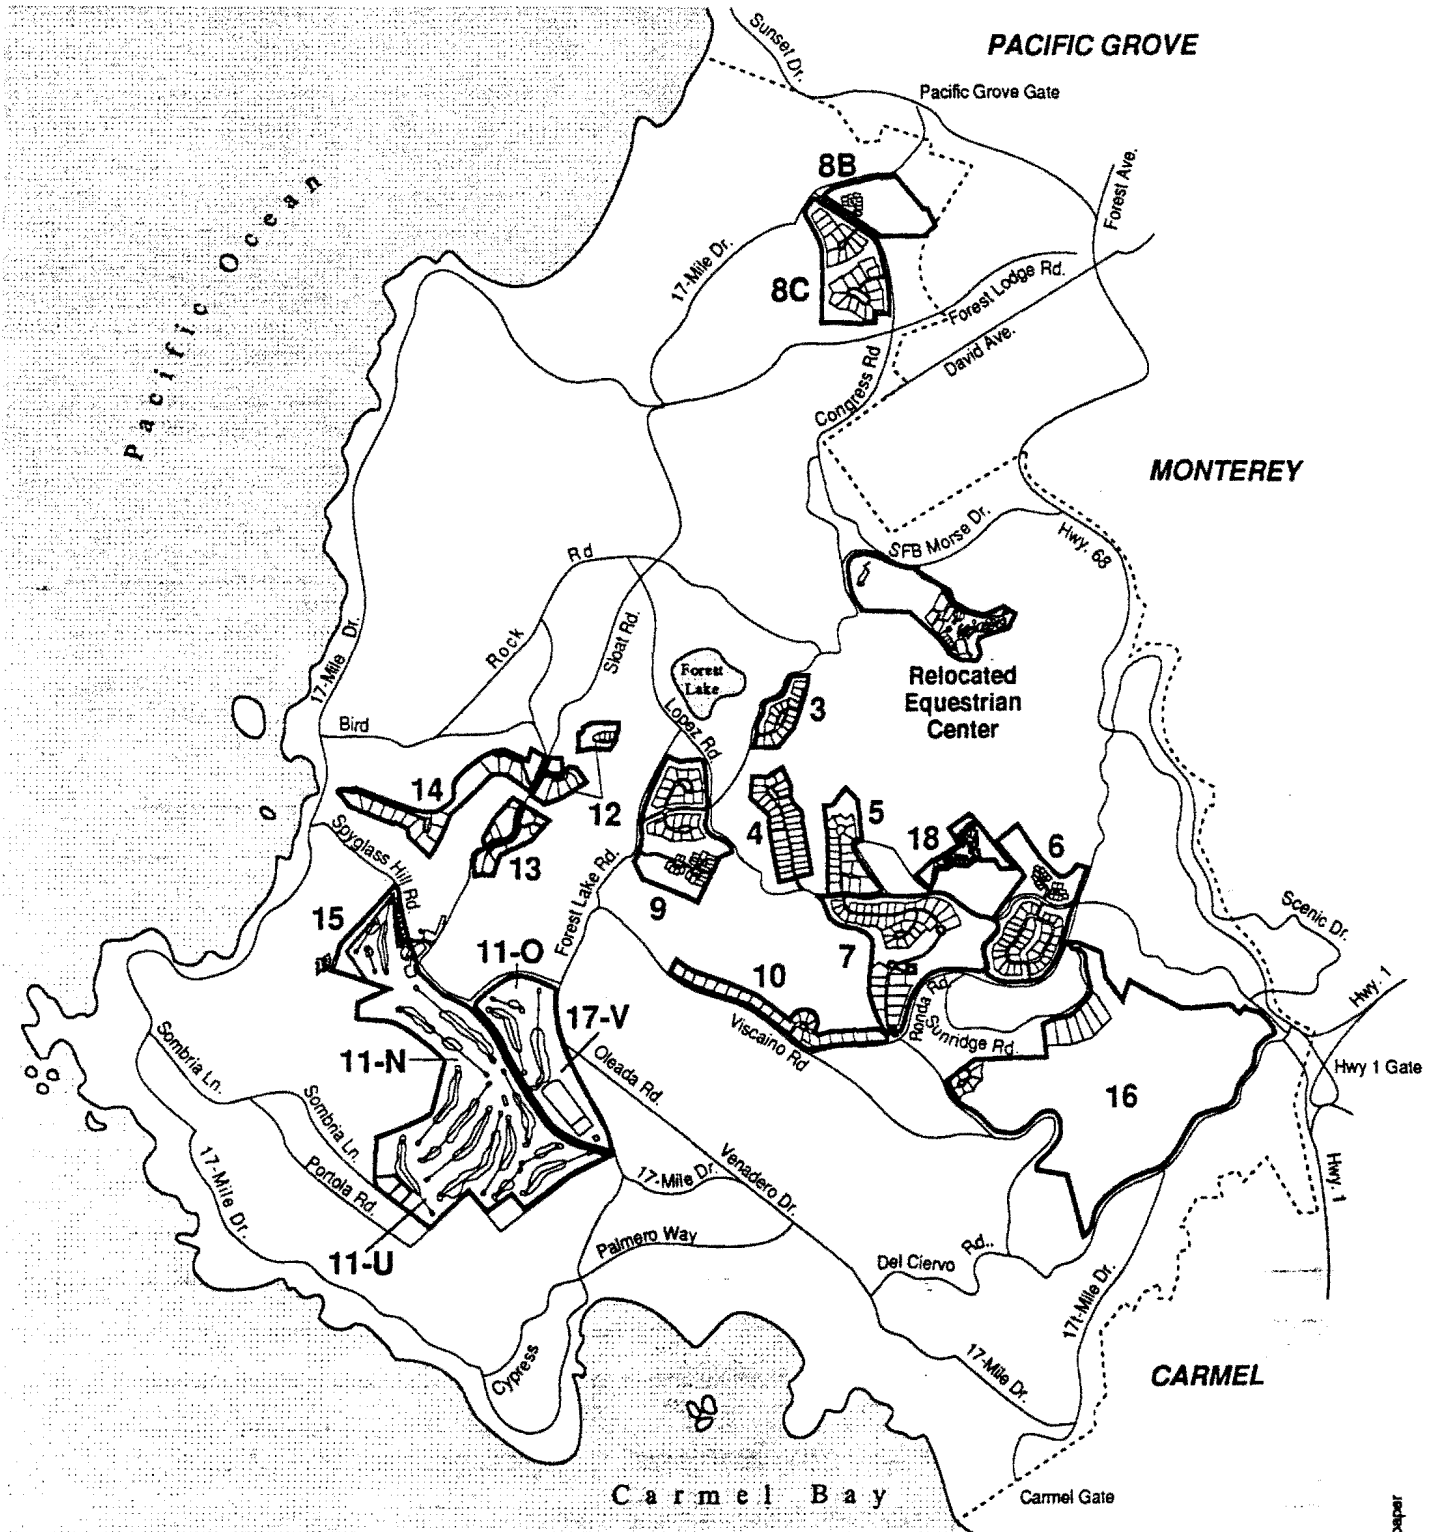 PACIFIC GROVE
Sunset Dr.
Pacific Grove Gate
Forest Ave.
8B
Pacific Ocean
17-Mile Dr.
8C
Forest Lodge Rd.
David Ave.
Congress Rd
MONTEREY
SFB Morse Dr.
Hwy. 68
Rd
Rock
Sloat Rd.
17-Mile Dr.
Forest
Lake
Relocated
Equestrian
Center
3
Lopez Rd
Bird
14
12
13
4
5
18
6
Spyglass Hill Rd.
Forest Lake Rd.
9
15
Scenic Dr.
11-O
7
10
17-V
Ronda Rd.
Sunridge Rd.
Viscaino Rd
Hwy. 1
Hwy 1 Gate
11-N
Oleada Rd.
16
Sombria Ln.
Sombria Ln.
Portola Rd.
17-Mile Dr.
17-Mile Dr.
Venadero Dr.
Hwy. 1
11-U
Palmero Way
Del Ciervo Rd..
17t-Mile Dr.
Cypress
17-Mile Dr.
CARMEL
Carmel Bay
Carmel Gate
paper